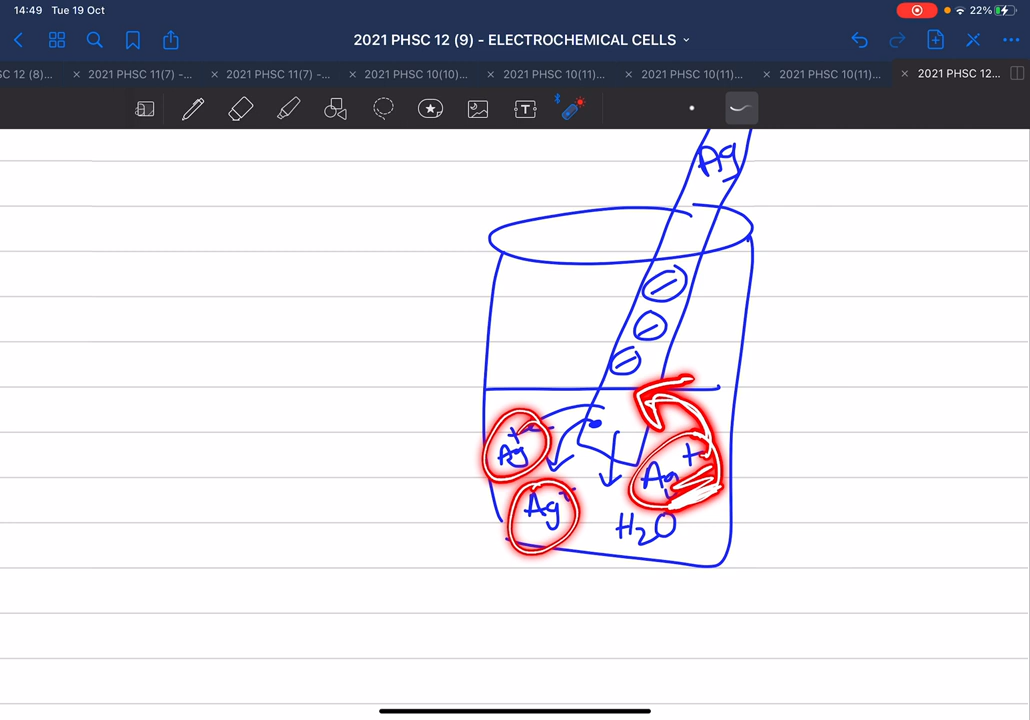 14:49 Tue 19 Oct
22%
2021 PHSC 12 (9) - ELECTROCHEMICAL CELLS
SC 12 (8)... 2021 PHSC 11(7) -... 2021 PHSC 11(7) -... 2021 PHSC 10(10)... 2021 PHSC 10(11)... 2021 PHSC 10(11)... 2021 PHSC 10(11)... 2021 PHSC 12...
T
Ag
Ag+
Ag+
Ag+
H2O